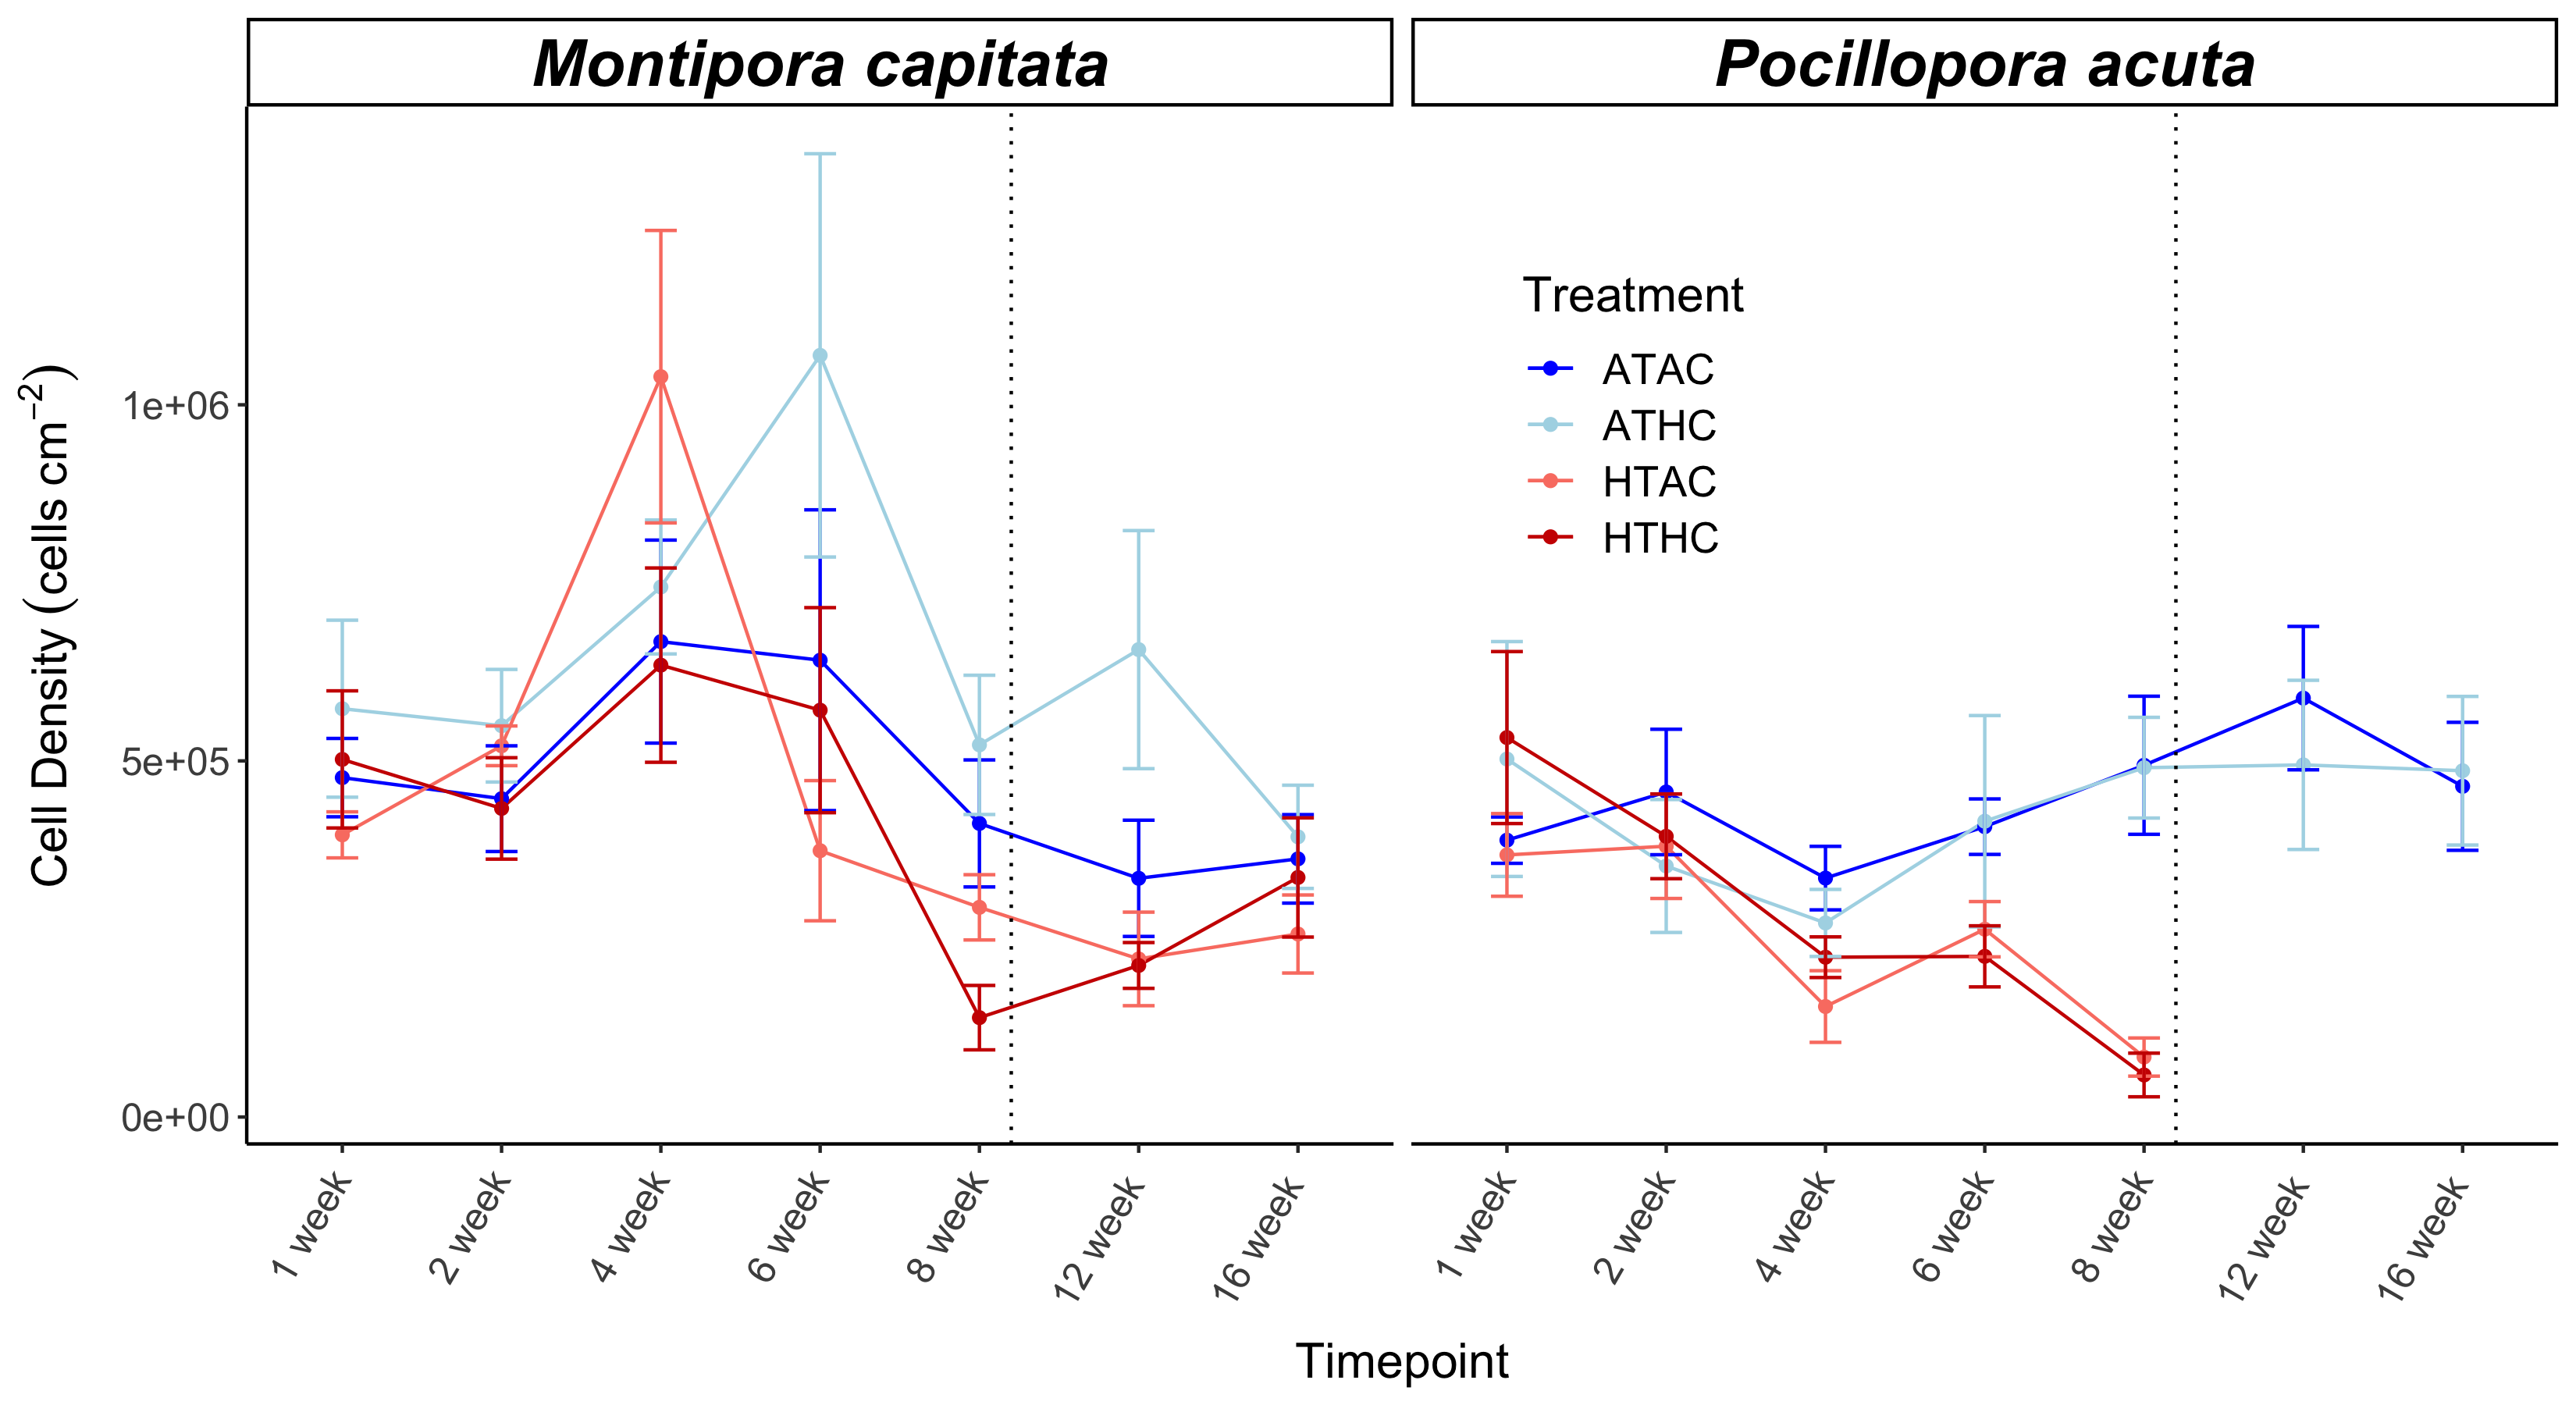 Montipora capitata
Pocillopora acuta
Cell Density (cells cm⁻²)
1e+06
5e+05
0e+00
Treatment
ATAC
ATHC
HTAC
HTHC
1 week
2 week
4 week
6 week
8 week
12 week
16 week
1 week
2 week
4 week
6 week
8 week
12 week
16 week
Timepoint